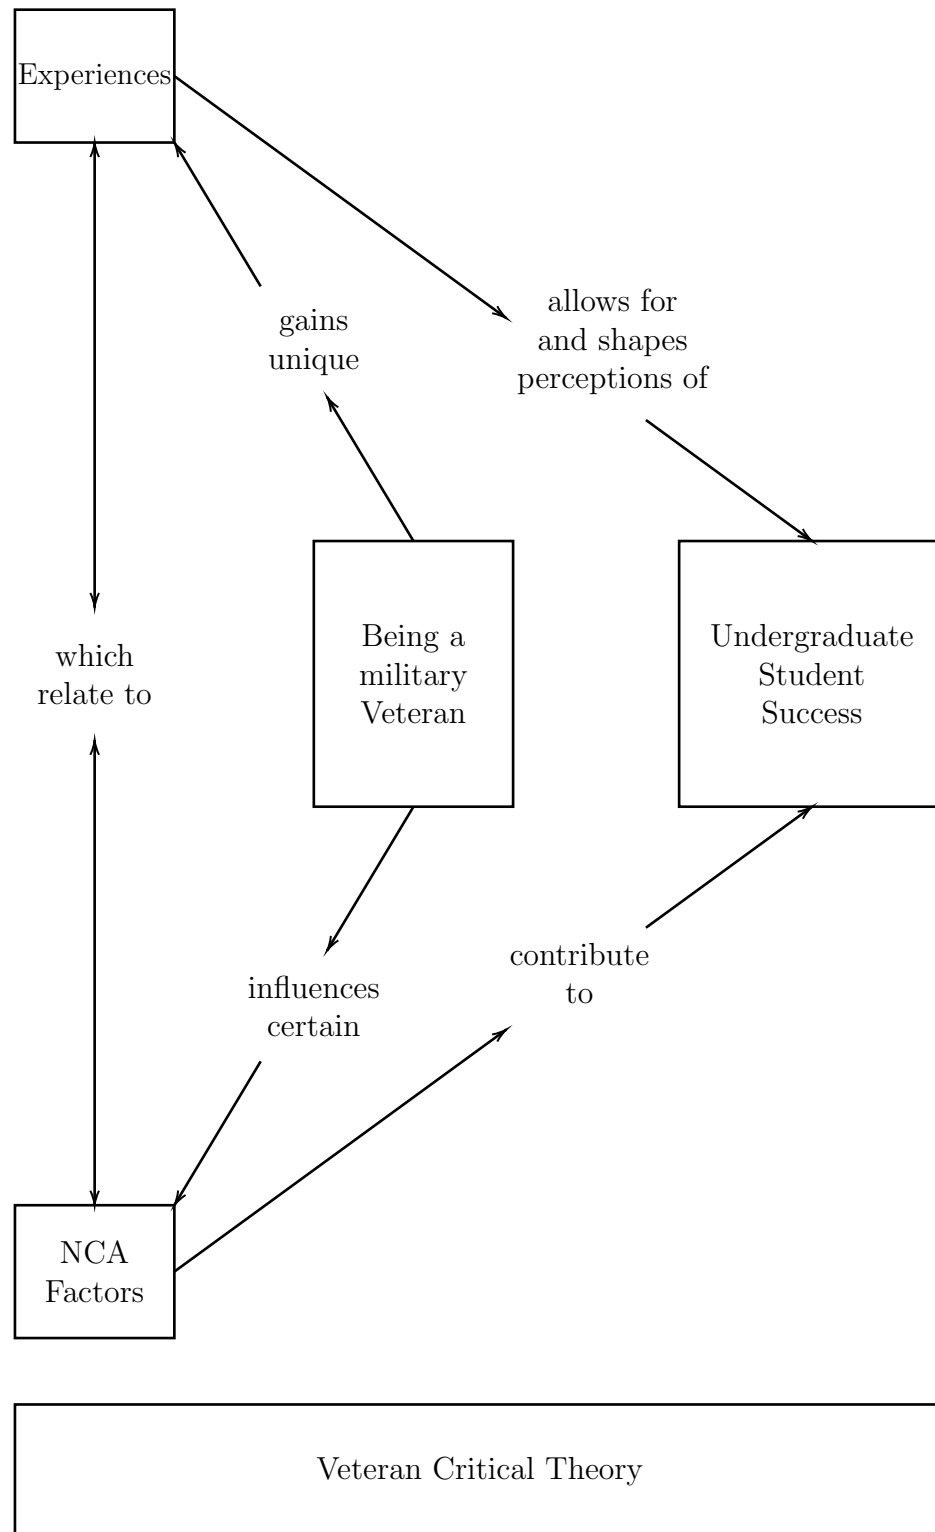 Experiences
gains
unique
allows for
and shapes
perceptions of
which
relate to
Being a
military
Veteran
Undergraduate
Student
Success
influences
certain
contribute
to
NCA
Factors
Veteran Critical Theory